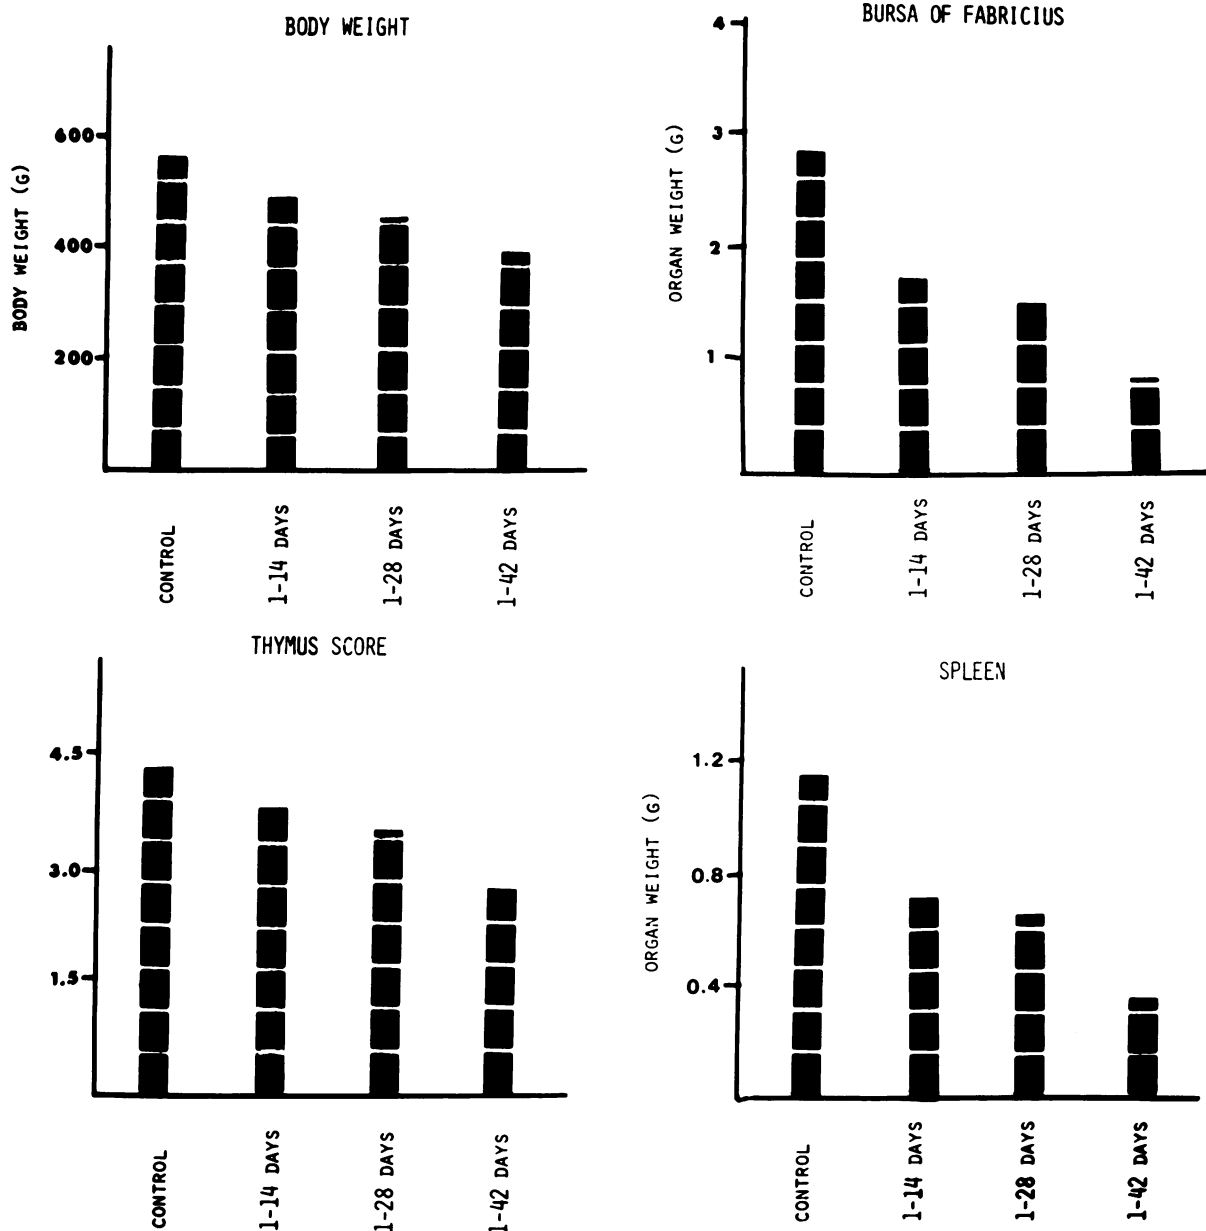 BODY WEIGHT
BODY WEIGHT (G)
600
400
200
CONTROL
1-14 DAYS
1-28 DAYS
1-42 DAYS
BURSA OF FABRICIUS
ORGAN WEIGHT (G)
4
3
2
1
CONTROL
1-14 DAYS
1-28 DAYS
1-42 DAYS
THYMUS SCORE
4.5
3.0
1.5
CONTROL
1-14 DAYS
1-28 DAYS
1-42 DAYS
SPLEEN
ORGAN WEIGHT (G)
1.2
0.8
0.4
CONTROL
1-14 DAYS
1-28 DAYS
1-42 DAYS